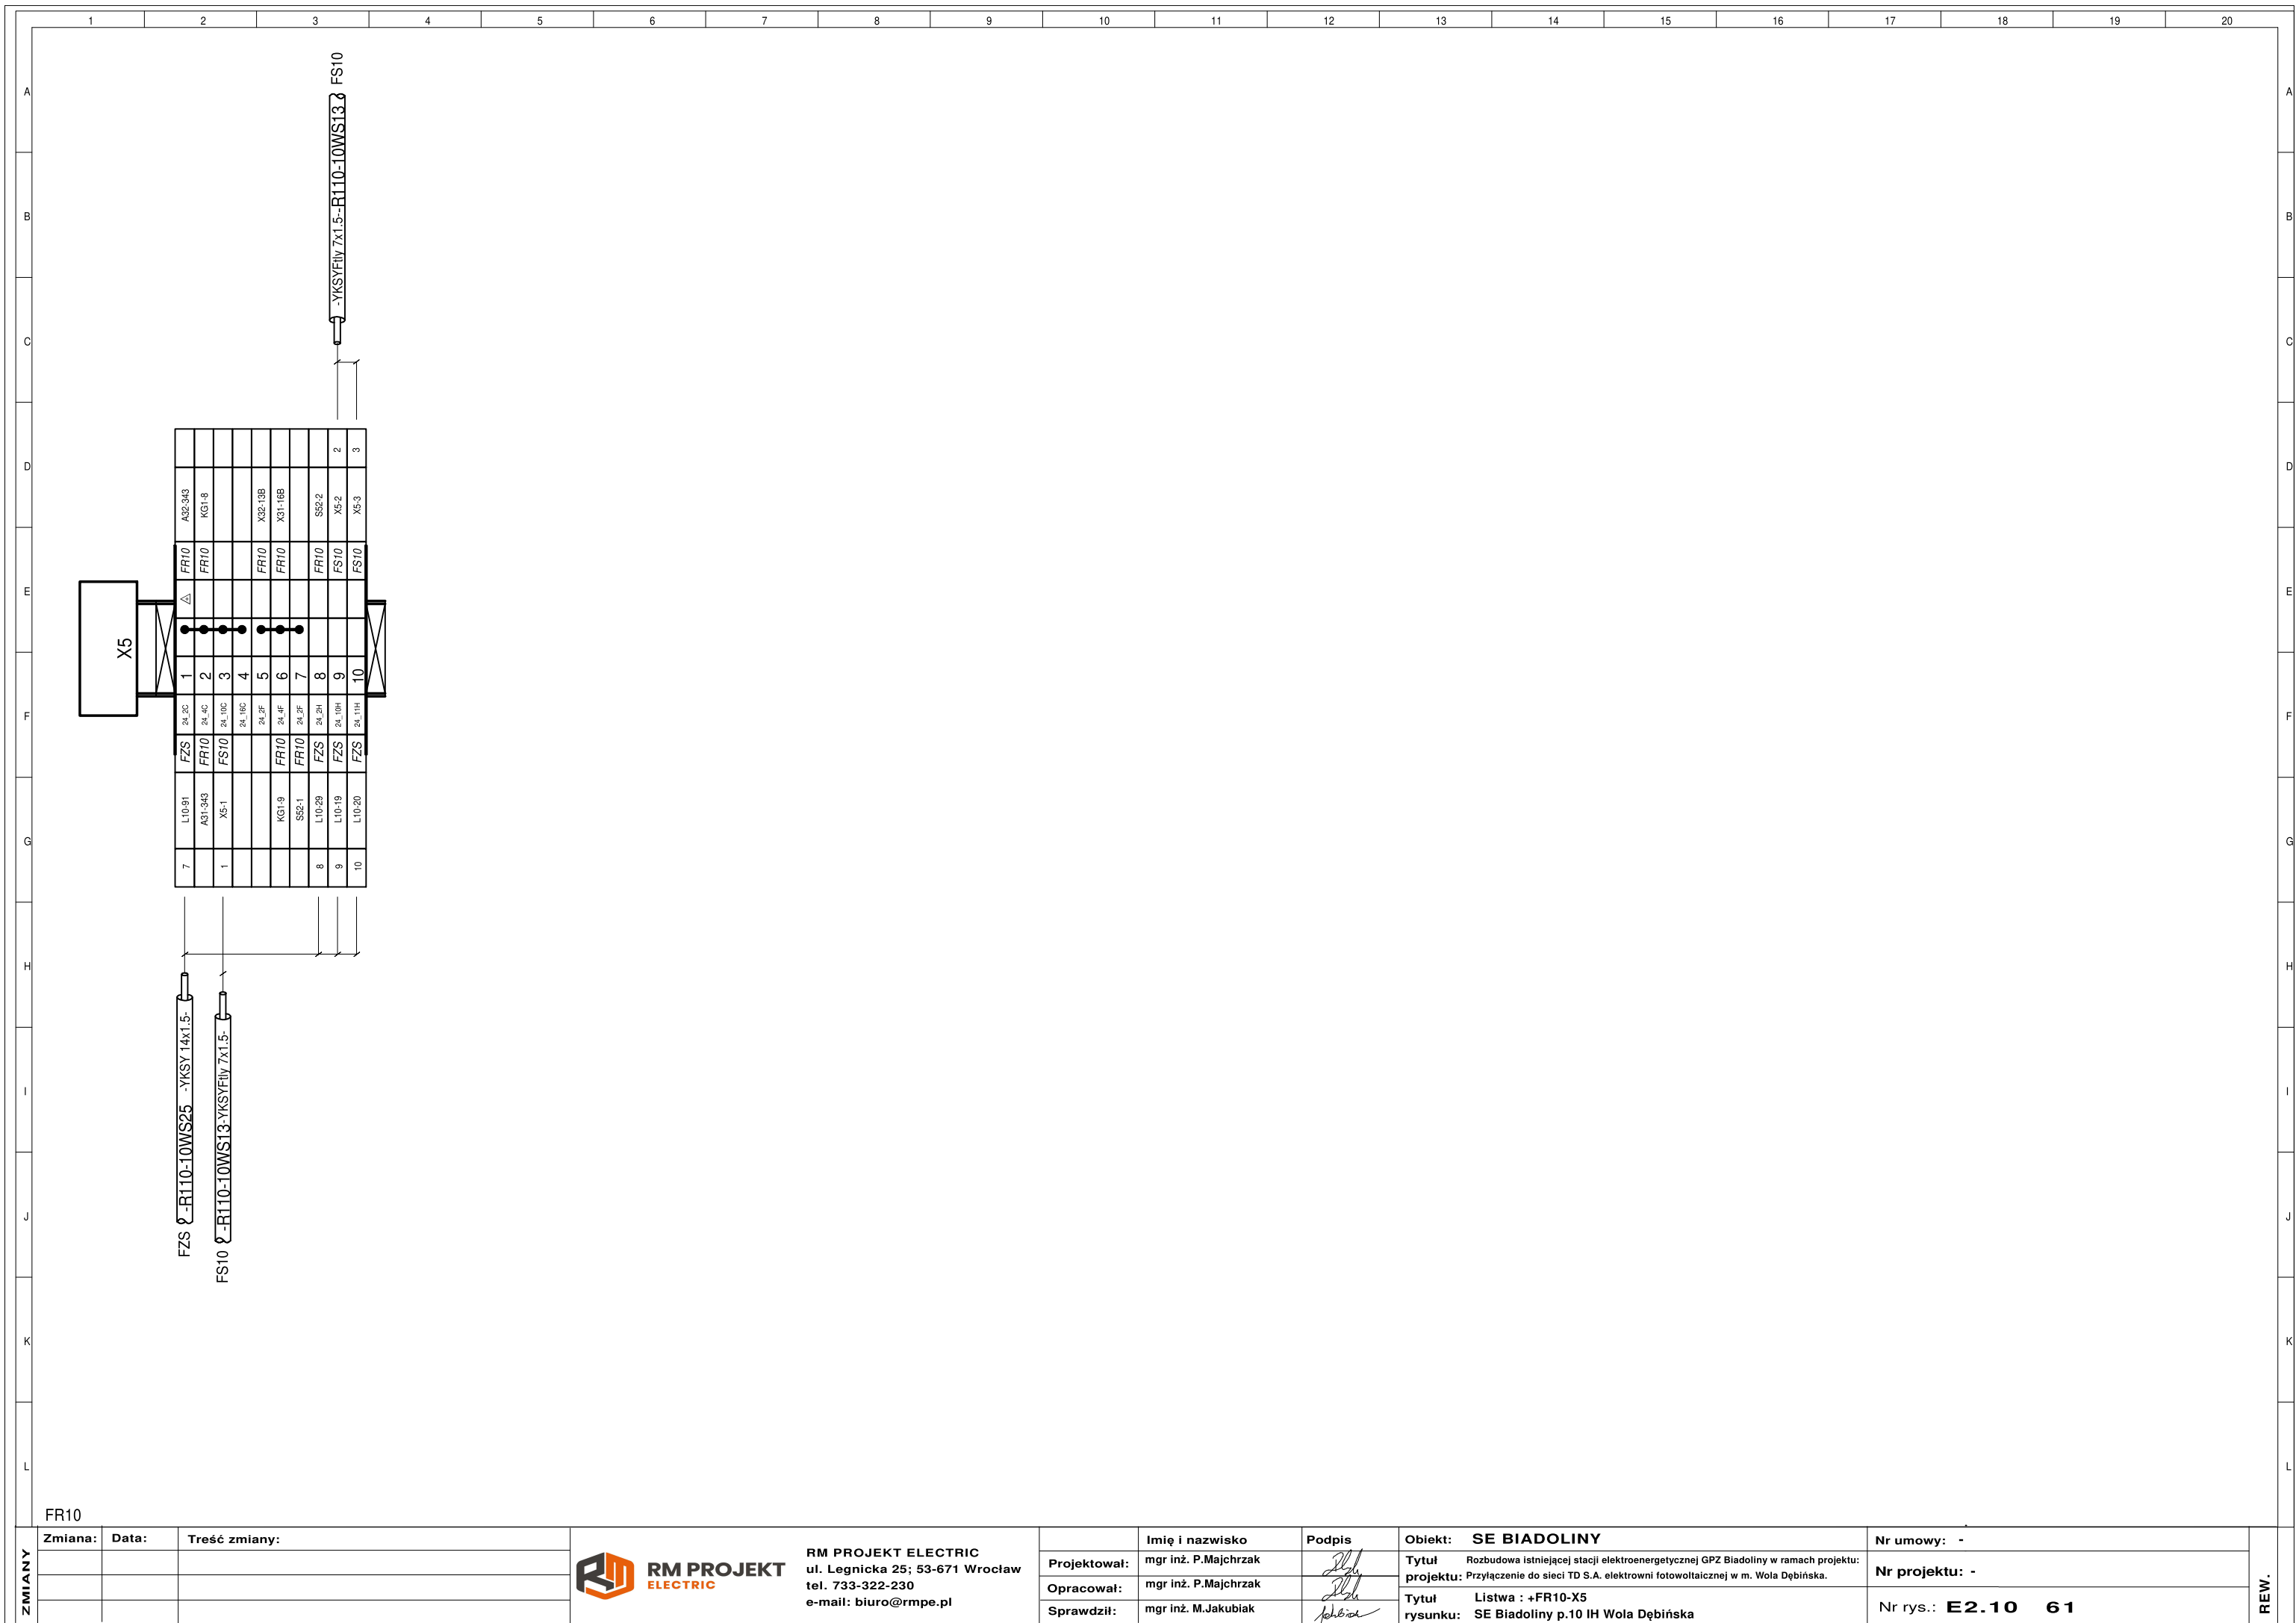 1 2 3 4 5 6 7 8 9 10 11 12 13 14 15 16 17 18 19 20
A A
B B
C C
D D
E E
F F
G G
H H
I I
J J
K K
L L
-YKSYFtly 7x1.5--R110-10WS13 FS10
2 3
A32-343 KG1-8 X32-13B X31-16B S52-2 X5-2 X5-3
FR10 FR10 FR10 FR10 FR10 FS10 FS10
X5
1 2 3 4 5 6 7 8 9 10
24_2C 24_4C 24_10C 24_16C 24_2F 24_4F 24_2F 24_2H 24_10H 24_11H
FZS FR10 FS10 FR10 FR10 FZS FZS FZS
L10-91 A31-343 X5-1 KG1-9 S52-1 L10-29 L10-19 L10-20
7 1 8 9 10
FZS -R110-10WS25 -YKSY 14x1.5-
FS10 -R110-10WS13-YKSYFtly 7x1.5-
FR10
ZMIANY
Zmiana: Data: Treść zmiany:
RM PROJEKT
ELECTRIC
RM PROJEKT ELECTRIC
ul. Legnicka 25; 53-671 Wrocław
tel. 733-322-230
e-mail: biuro@rmpe.pl
Imię i nazwisko Podpis
Projektował: mgr inż. P.Majchrzak
Opracował: mgr inż. P.Majchrzak
Sprawdził: mgr inż. M.Jakubiak
Obiekt: SE BIADOLINY
Tytuł projektu: Rozbudowa istniejącej stacji elektroenergetycznej GPZ Biadoliny w ramach projektu:
Przyłączenie do sieci TD S.A. elektrowni fotowoltaicznej w m. Wola Dębińska.
Tytuł rysunku: Listwa : +FR10-X5
SE Biadoliny p.10 IH Wola Dębińska
Nr umowy: -
Nr projektu: -
Nr rys.: E2.10 61
REW.